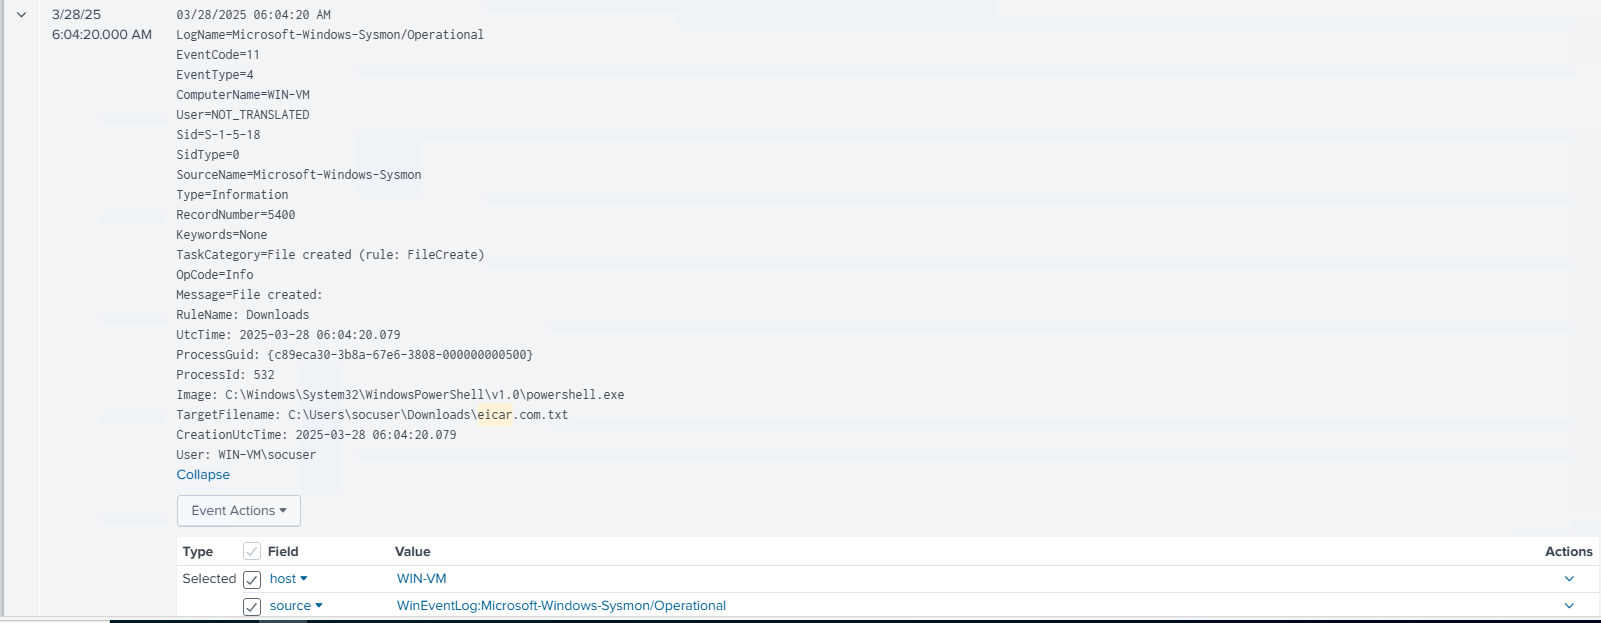 3/28/25
6:04:20.000 AM
03/28/2025 06:04:20 AM
LogName=Microsoft-Windows-Sysmon/Operational
EventCode=11
EventType=4
ComputerName=WIN-VM
User=NOT_TRANSLATED
Sid=S-1-5-18
SidType=0
SourceName=Microsoft-Windows-Sysmon
Type=Information
RecordNumber=5400
Keywords=None
TaskCategory=File created (rule: FileCreate)
OpCode=Info
Message=File created:
RuleName: Downloads
UtcTime: 2025-03-28 06:04:20.079
ProcessGuid: {c89eca30-3b8a-67e6-3808-000000000500}
ProcessId: 532
Image: C:\Windows\System32\WindowsPowerShell\v1.0\powershell.exe
TargetFilename: C:\Users\socuser\Downloads\eicar.com.txt
CreationUtcTime: 2025-03-28 06:04:20.079
User: WIN-VM\socuser
Collapse
Event Actions
Type Field Value Actions
Selected host WIN-VM
source WinEventLog:Microsoft-Windows-Sysmon/Operational